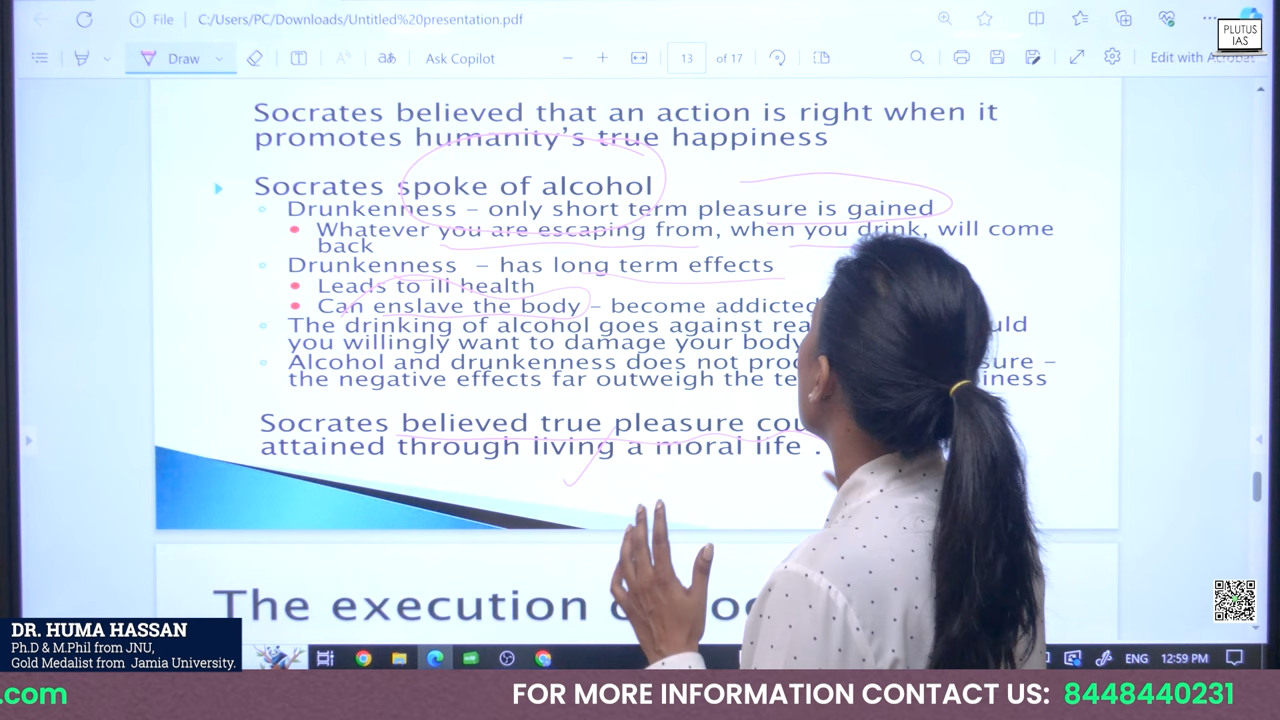 File
C:/Users/PC/Downloads/Untitled%20presentation.pdf
PLUTUS
IAS
Draw
Ask Copilot
13 of 17
Edit with Acrobat
Socrates believed that an action is right when it
promotes humanity's true happiness
Socrates spoke of alcohol
Drunkenness – only short term pleasure is gained
Whatever you are escaping from, when you drink, will come
back
Drunkenness – has long term effects
Leads to ill health
Can enslave the body – become addicted
The drinking of alcohol goes against
you willingly want to damage your body
Alcohol and drunkenness does not
the negative effects far outweigh the
Socrates believed true pleasure
attained through living a moral life .
The execution
DR. HUMA HASSAN
Ph.D & M.Phil from JNU,
Gold Medalist from Jamia University.
ENG 12:59 PM
.com FOR MORE INFORMATION CONTACT US: 8448440231